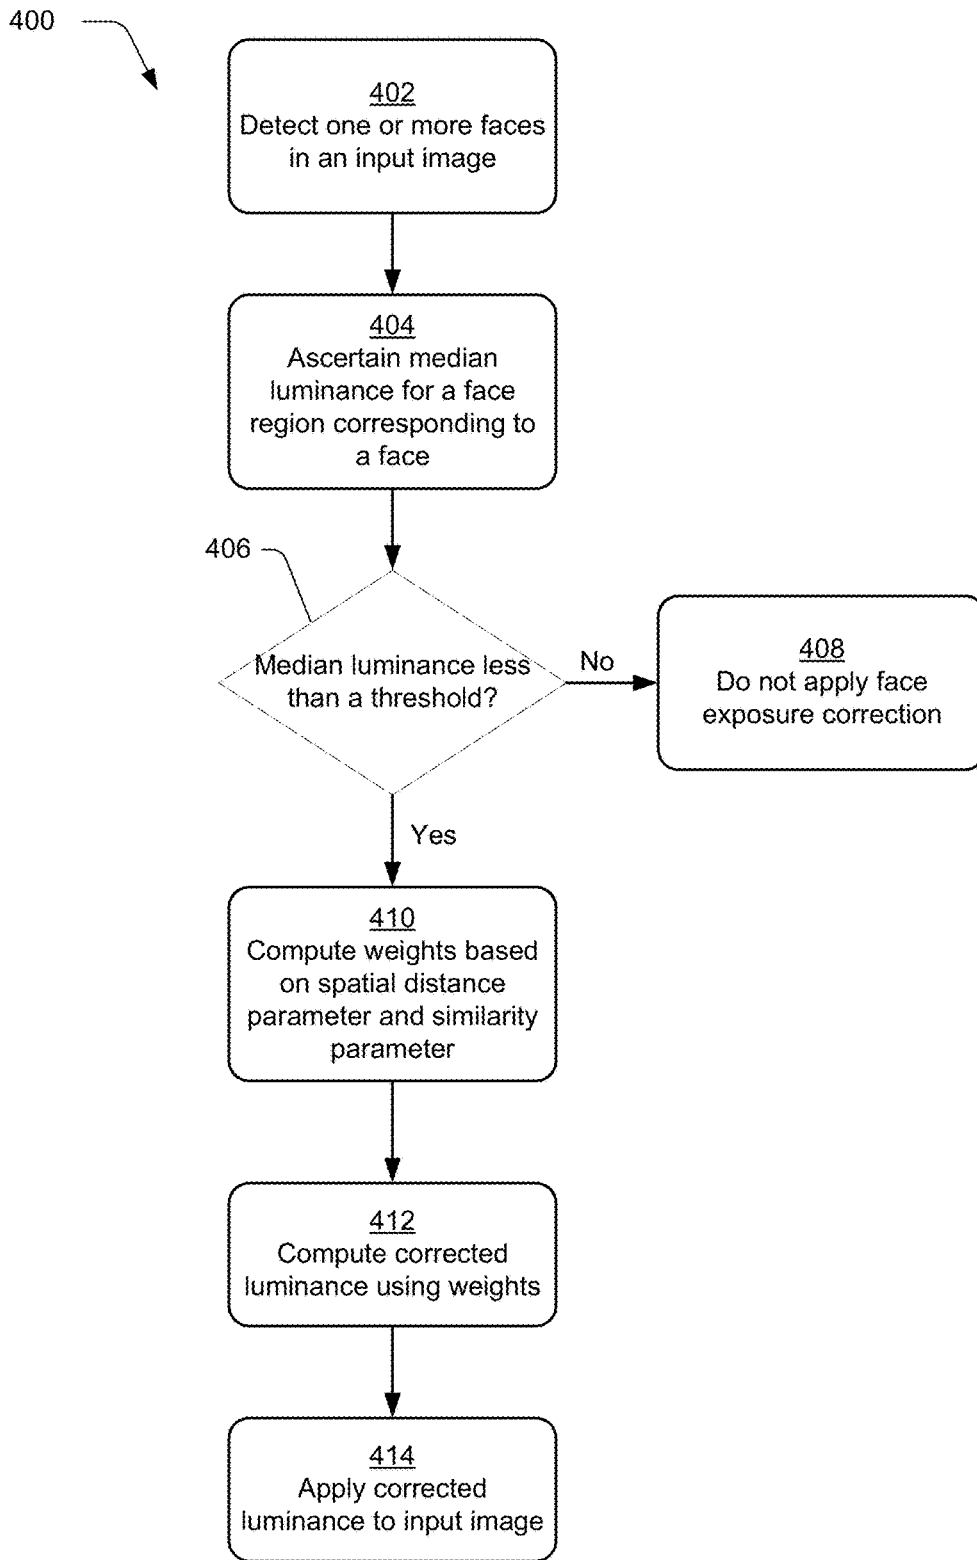 400
402
Detect one or more faces
in an input image
404
Ascertain median
luminance for a face
region corresponding to
a face
406
Median luminance less
than a threshold?
No
408
Do not apply face
exposure correction
Yes
410
Compute weights based
on spatial distance
parameter and similarity
parameter
412
Compute corrected
luminance using weights
414
Apply corrected
luminance to input image